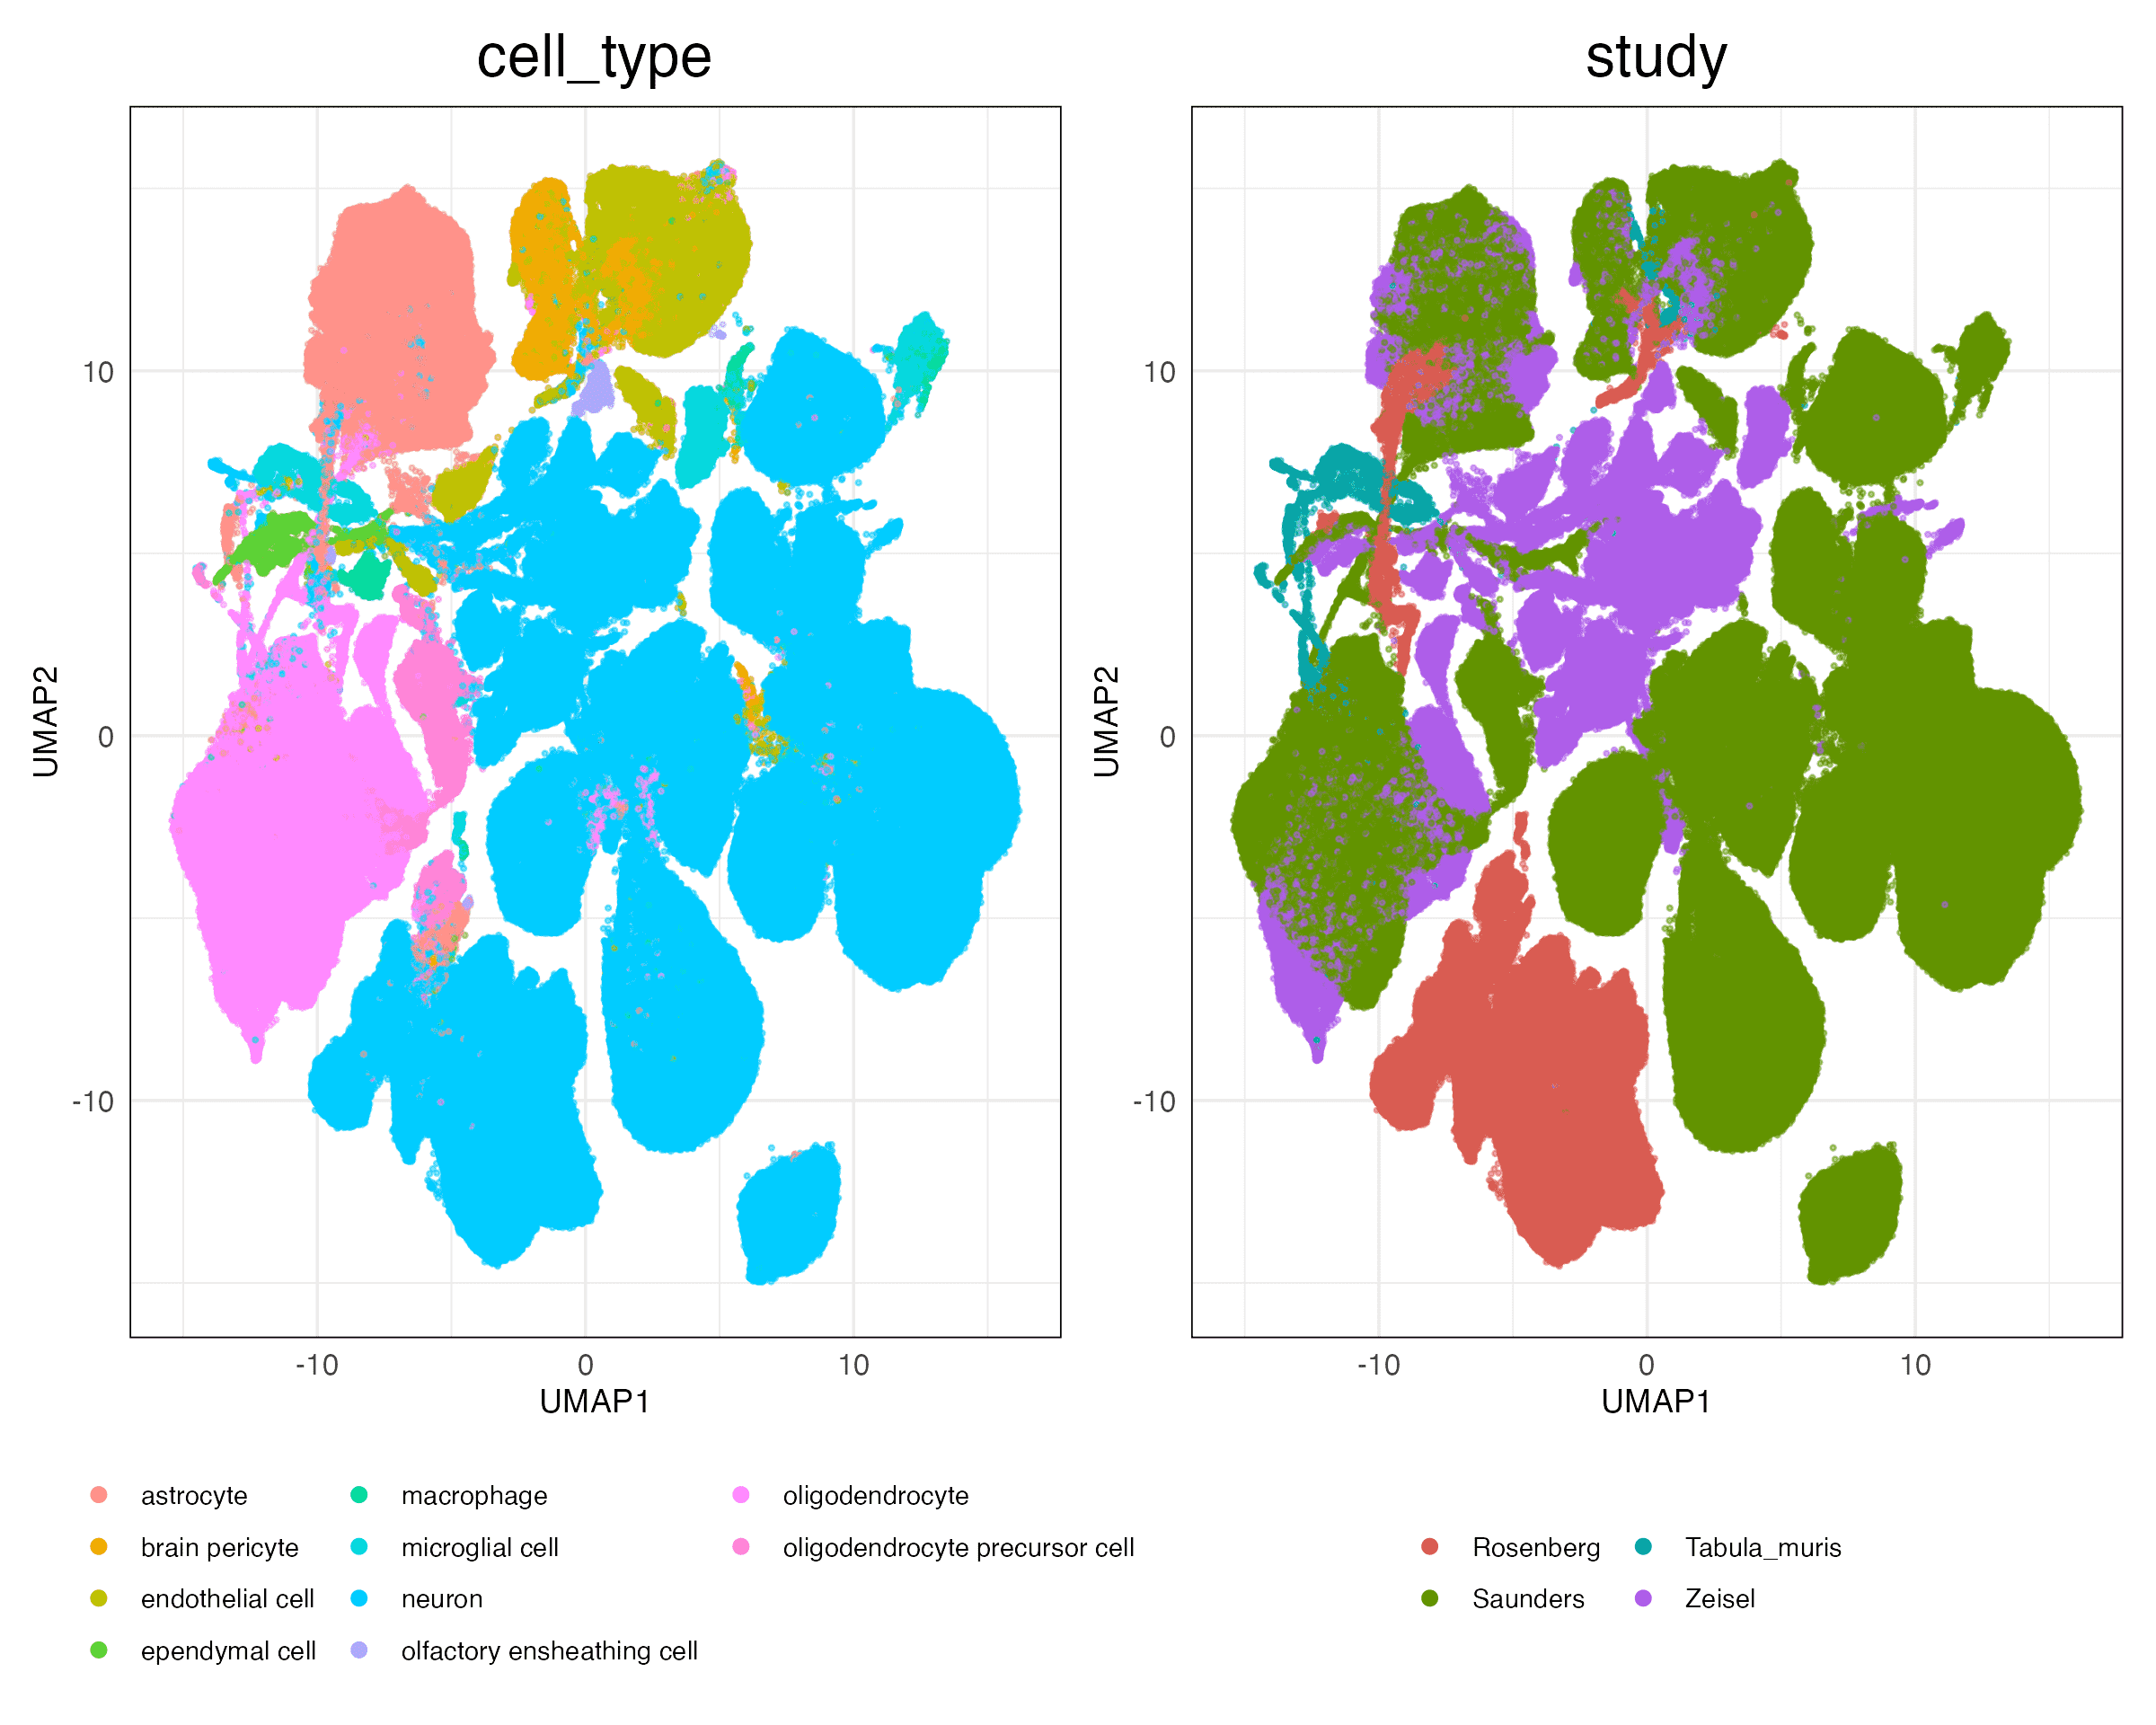 cell_type
study
10
0
-10
UMAP2
-10
0
10
UMAP1
10
0
-10
UMAP2
-10
0
10
UMAP1
astrocyte
brain pericyte
endothelial cell
ependymal cell
macrophage
microglial cell
neuron
olfactory ensheathing cell
oligodendrocyte
oligodendrocyte precursor cell
Rosenberg
Saunders
Tabula_muris
Zeisel